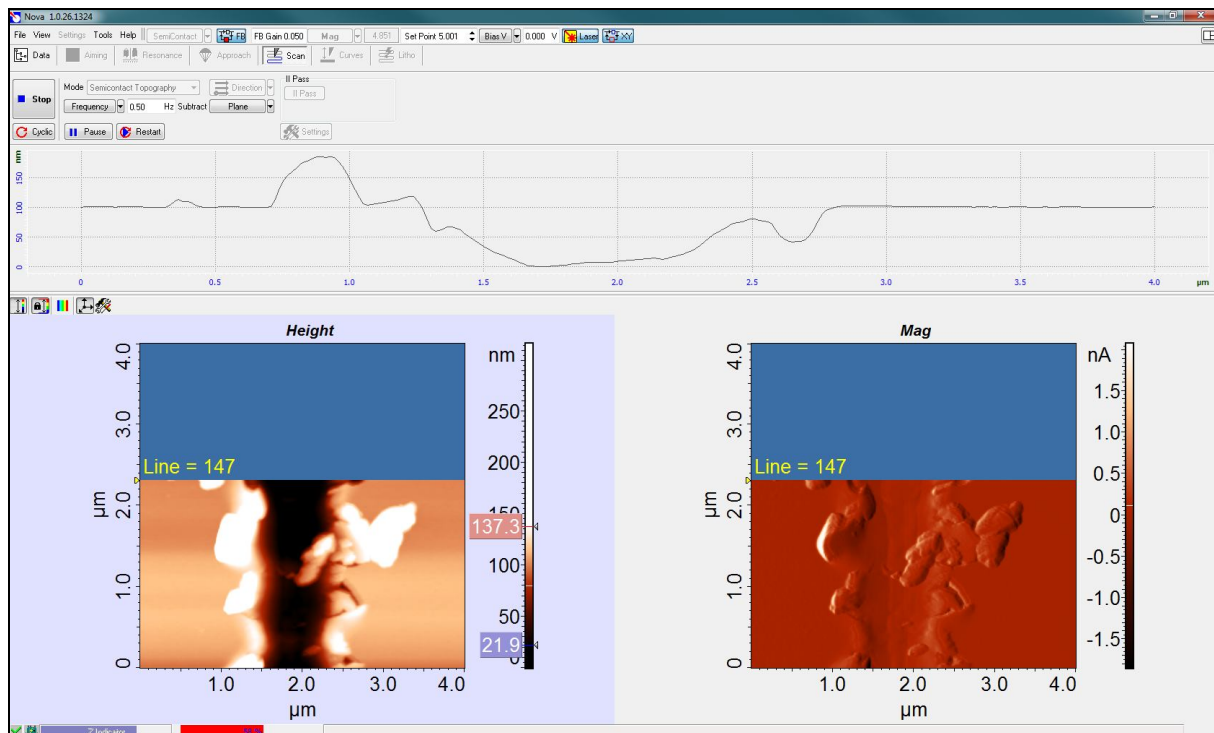 Nova 1.0.26.1324
File View Settings Tools Help SemiContact FB FB Gain 0.050 Mag 4.851 Set Point 5.001 Bias V 0.000 V Laser XY
Data Aiming Resonance Approach Scan Curves Litho
Stop Mode Semicontact Topography Direction II Pass
II Pass
Frequency 0.50 Hz Subtract Plane
Cyclic Pause Restart Settings
nm
150
100
50
0
0 0.5 1.0 1.5 2.0 2.5 3.0 3.5 4.0 µm
Height
4.0
3.0
µm
2.0
1.0
0
Line = 147
1.0 2.0 3.0 4.0
µm
nm
250
200
150
137.3
100
50
21.9
0
Mag
4.0
3.0
µm
2.0
1.0
0
Line = 147
1.0 2.0 3.0 4.0
µm
nA
1.5
1.0
0.5
0
-0.5
-1.0
-1.5
Z Indicator